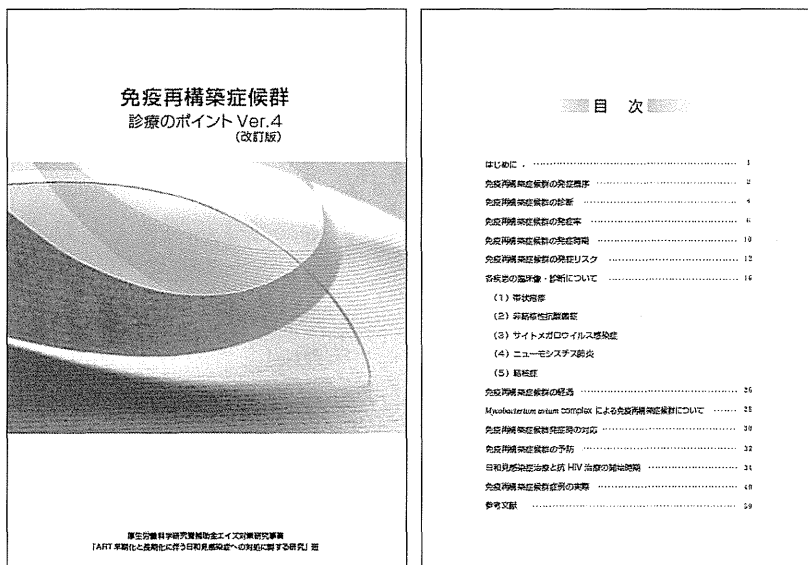 免疫再構築症候群
診療のポイント Ver.4
(改訂版)
厚生労働科学研究費補助金エイズ対策研究事業
「ART 早期化と長期化に伴う日和見感染症への対処に関する研究」班
目 次
はじめに . 1
免疫再構築症候群の発症機序 2
免疫再構築症候群の診断 4
免疫再構築症候群の発症率 6
免疫再構築症候群の発症時期 10
免疫再構築症候群の発症リスク 12
各疾患の臨床像・診断について 16
(1) 帯状疱疹
(2) 非結核性抗酸菌症
(3) サイトメガロウイルス感染症
(4) ニューモシスチス肺炎
(5) 結核症
免疫再構築症候群の経過 26
Mycobacterium avium complex による免疫再構築症候群について 28
免疫再構築症候群発症時の対応 30
免疫再構築症候群の予防 32
日和見感染症治療と抗 HIV 治療の開始時期 34
免疫再構築症候群症例の実際 40
参考文献 59